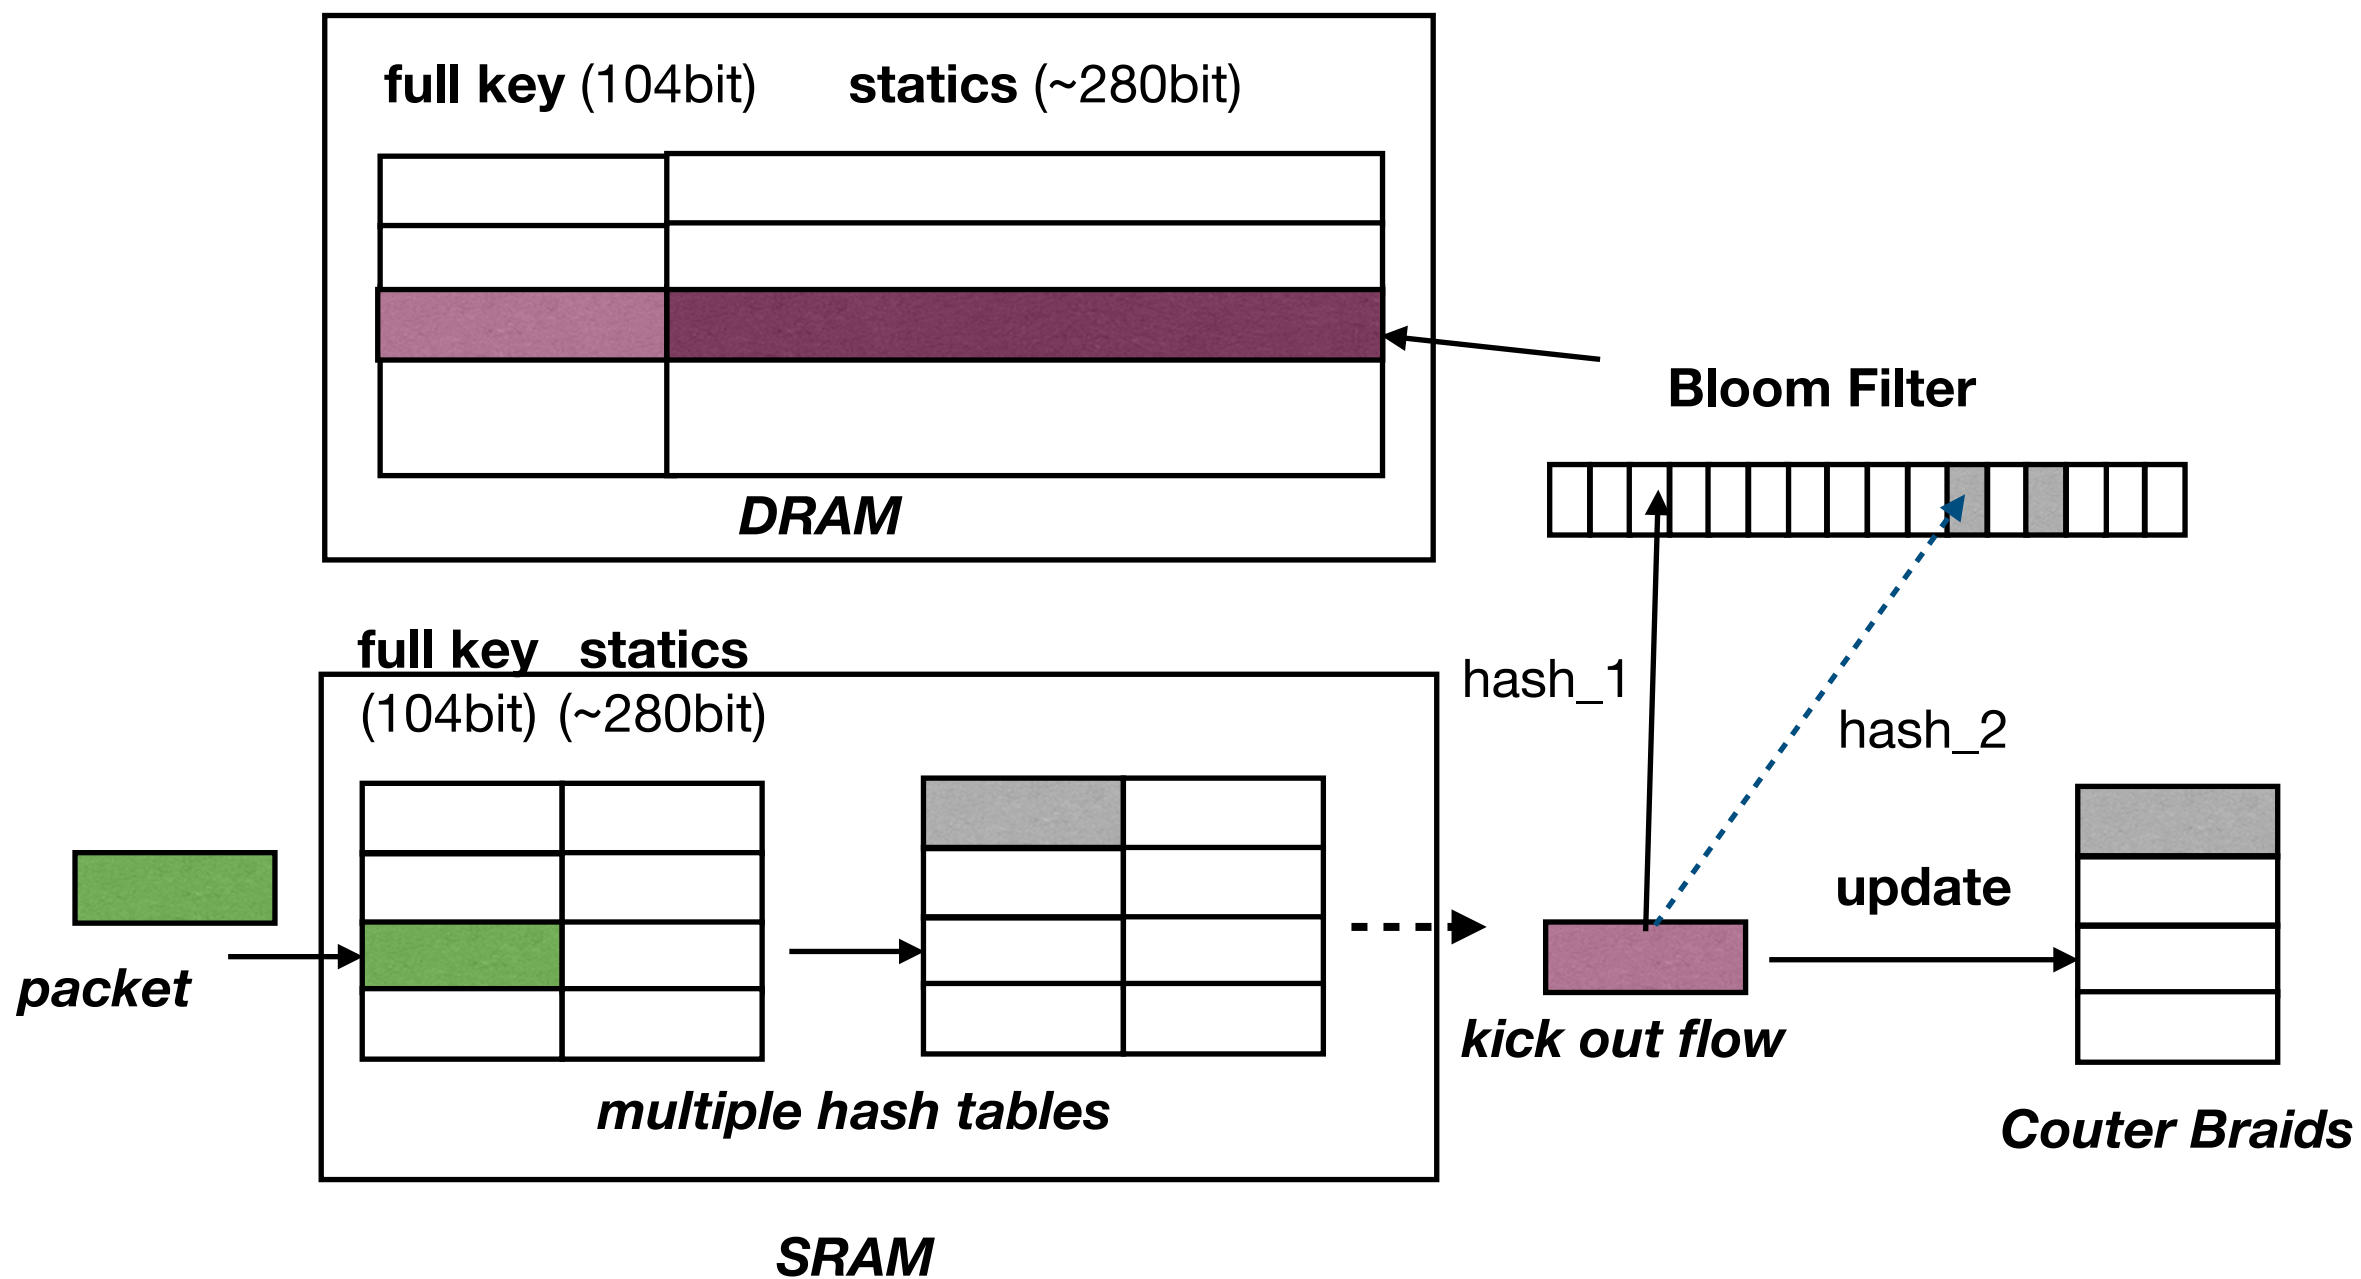 full key (104bit) statics (~280bit)
DRAM
Bloom Filter
full key statics
(104bit) (~280bit)
hash_1
hash_2
update
packet
kick out flow
multiple hash tables
Couter Braids
SRAM